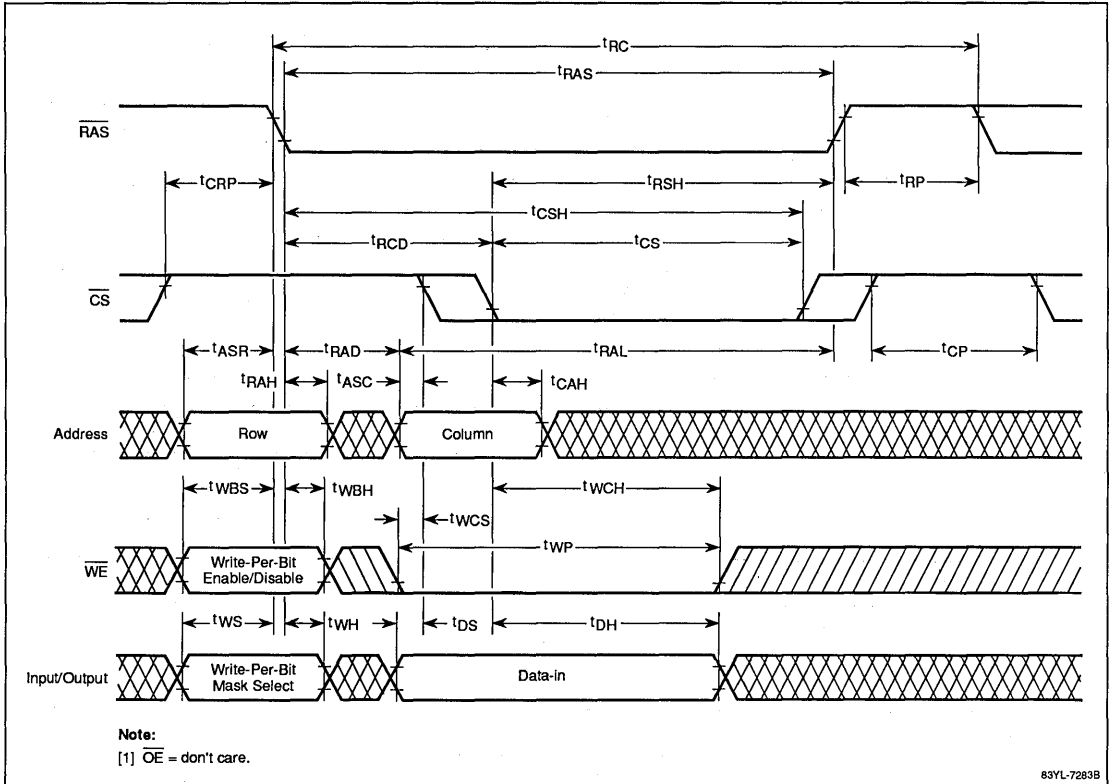 tRC
tRAS
RAS
tCRP
tRSH
tRP
tCSH
tRCD
tCS
CS
tASR
tRAD
tRAL
tCP
tRAH
tASC
tCAH
Address
Row
Column
tWBS
tWBH
tWCH
tWCS
tWP
WE
Write-Per-Bit
Enable/Disable
tWS
tWH
tDS
tDH
Input/Output
Write-Per-Bit
Mask Select
Data-in
Note:
[1] OE = don't care.
83YL-7283B